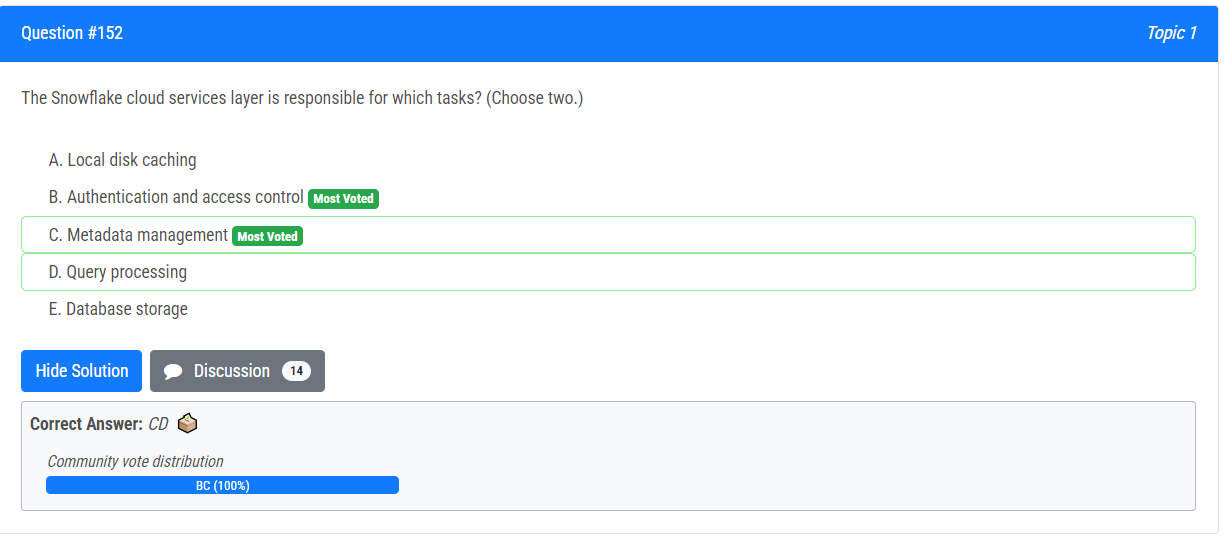 Question #152 Topic 1
The Snowflake cloud services layer is responsible for which tasks? (Choose two.)
A. Local disk caching
B. Authentication and access control Most Voted
C. Metadata management Most Voted
D. Query processing
E. Database storage
Hide Solution Discussion 14
Correct Answer: CD
Community vote distribution
BC (100%)